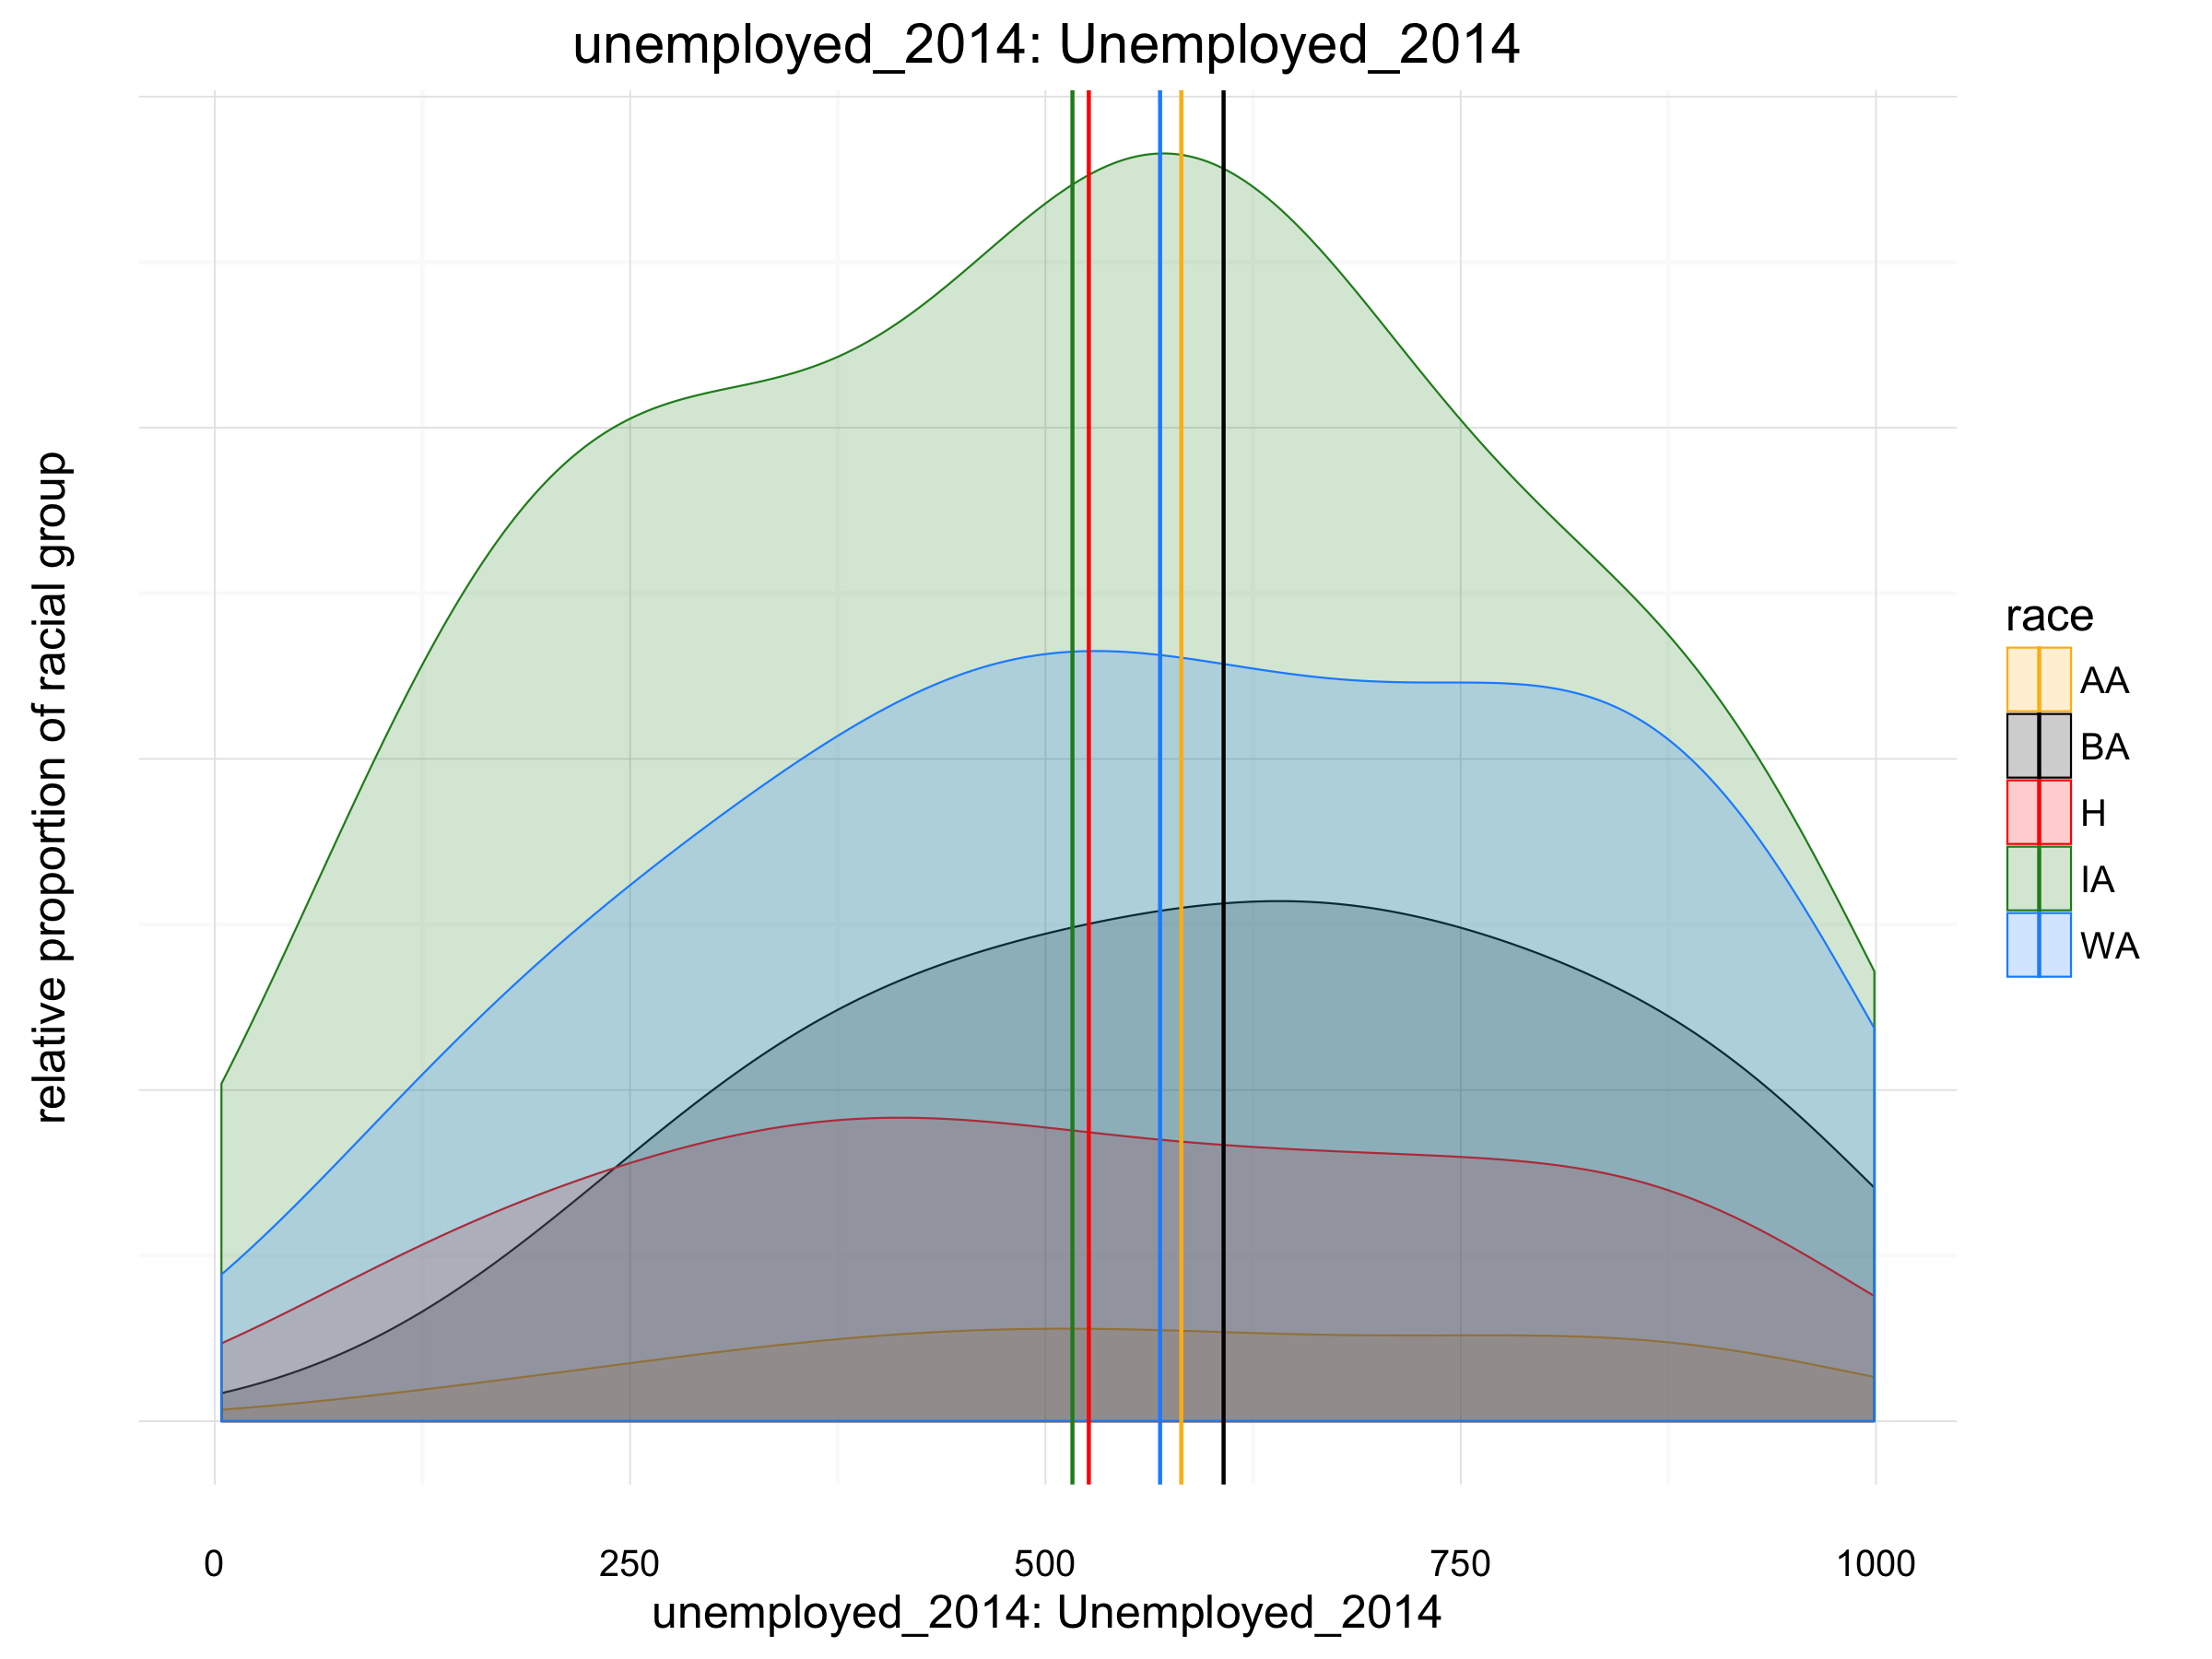 unemployed_2014: Unemployed_2014
relative proportion of racial group
race
AA
BA
H
IA
WA
0 250 500 750 1000
unemployed_2014: Unemployed_2014